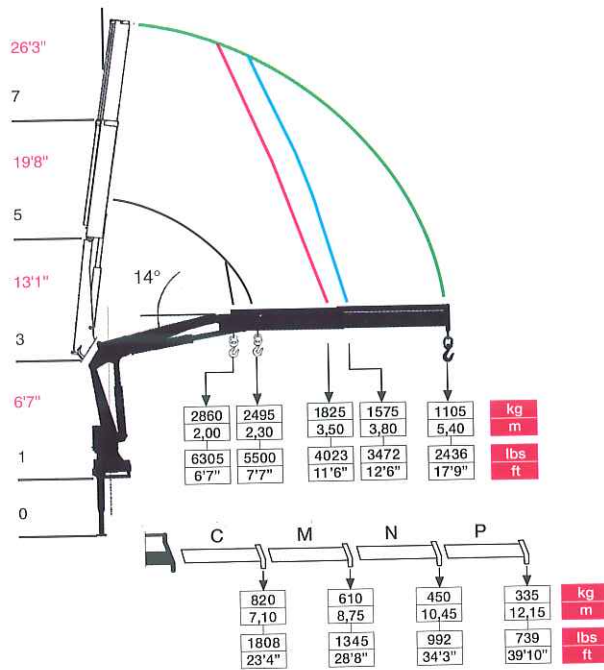 26'3"
7
19'8"
5
13'1"
14°
3
6'7"
1
0
2860 2495 1825 1575 1105 kg
2,00 2,30 3,50 3,80 5,40 m
6305 5500 4023 3472 2436 lbs
6'7" 7'7" 11'6" 12'6" 17'9" ft
C M N P
820 610 450 335 kg
7,10 8,75 10,45 12,15 m
1808 1345 992 739 lbs
23'4" 28'8" 34'3" 39'10" ft